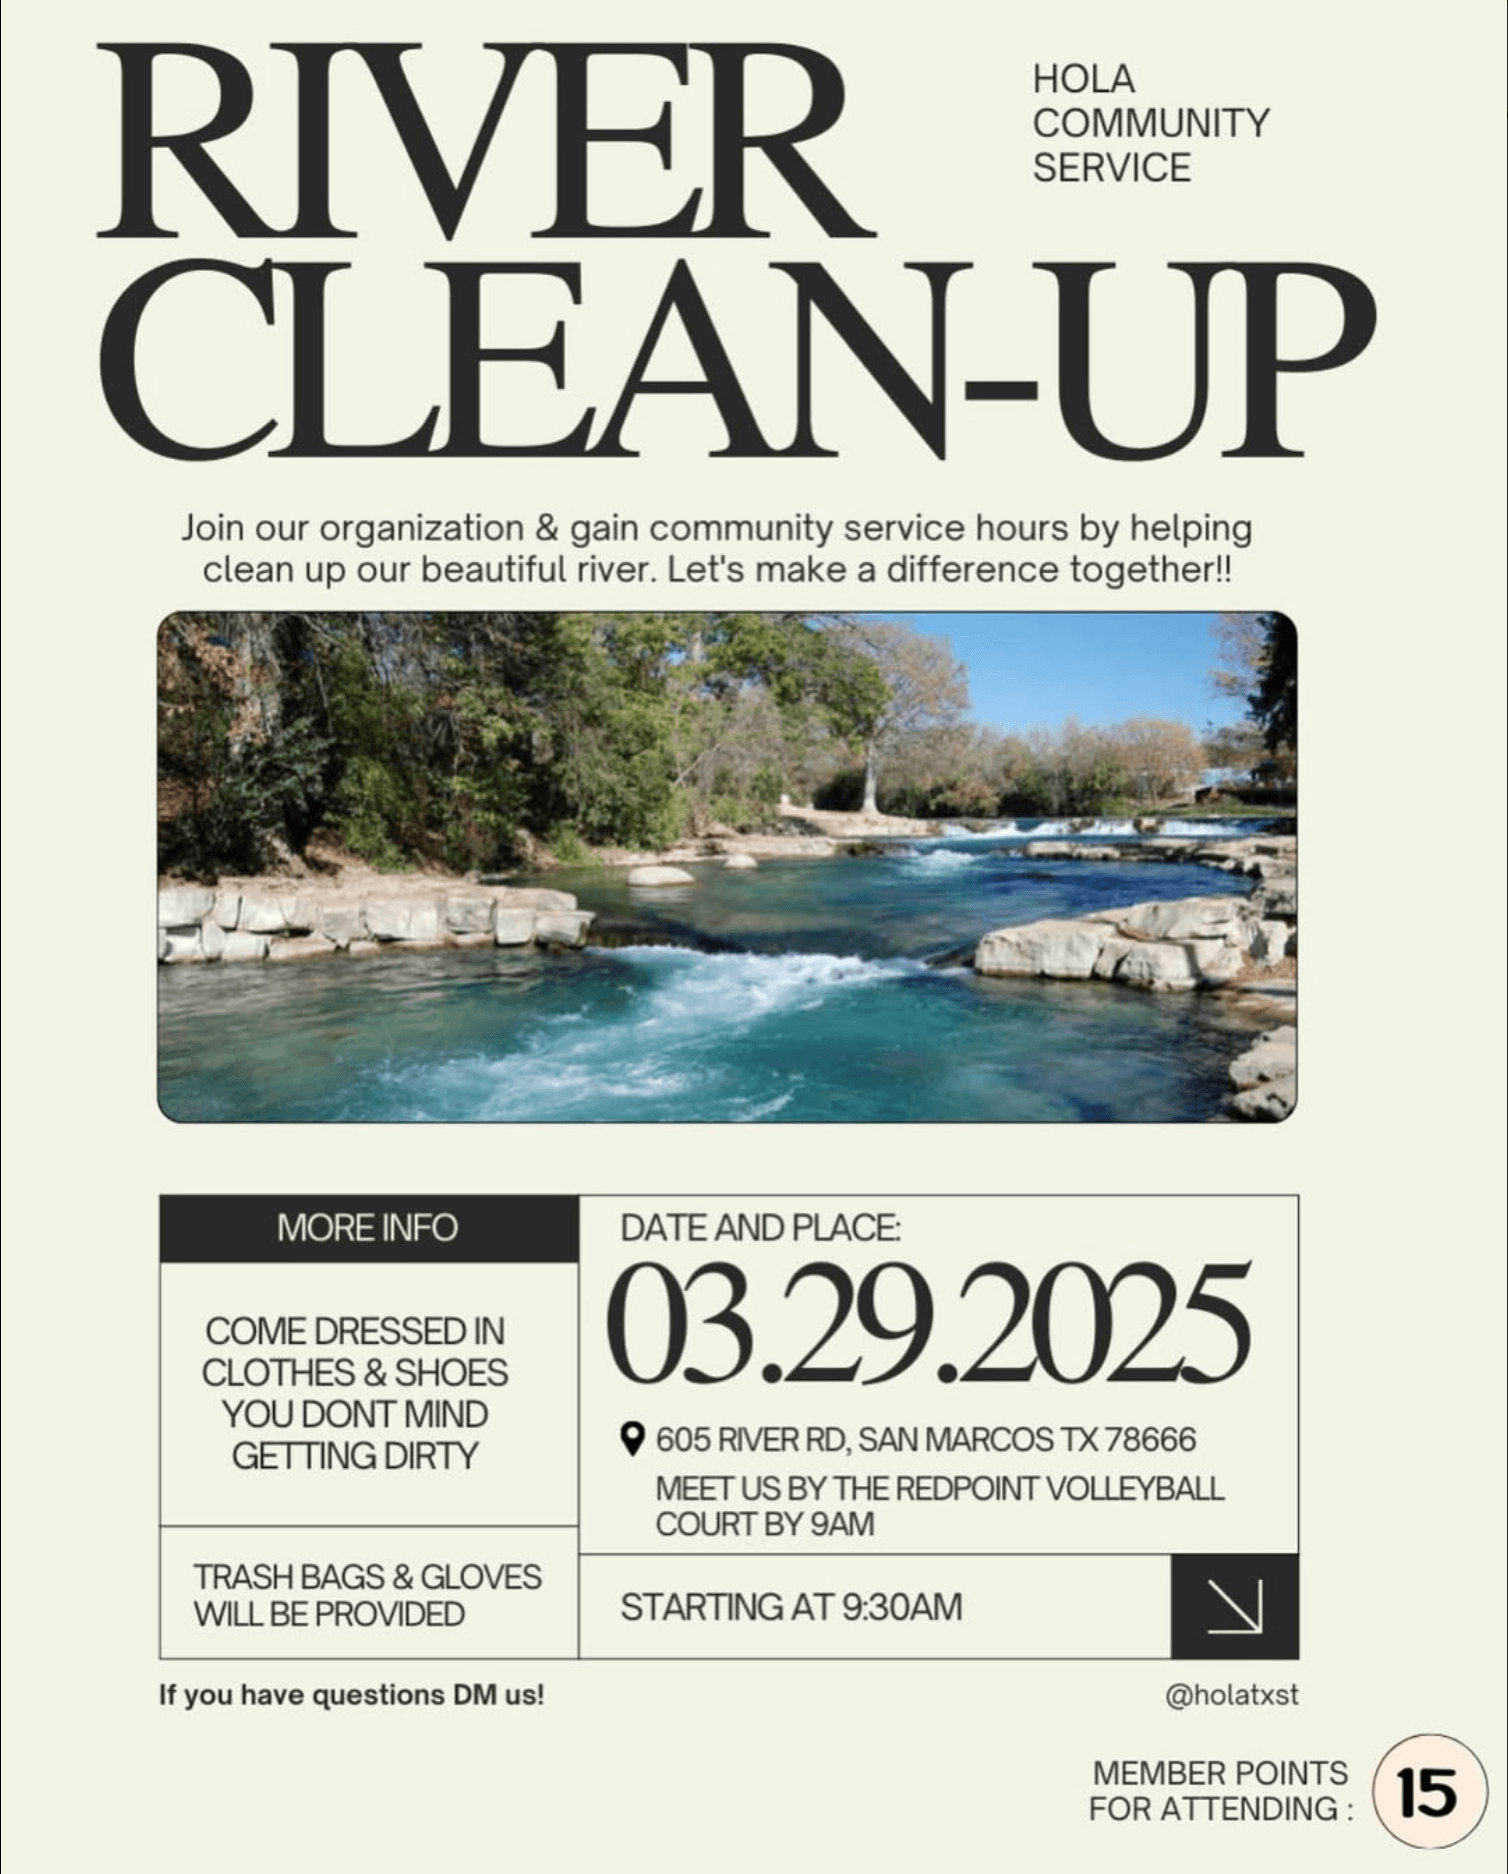 RIVER
CLEAN-UP
HOLA
COMMUNITY
SERVICE
Join our organization & gain community service hours by helping
clean up our beautiful river. Let's make a difference together!!
MORE INFO
COME DRESSED IN
CLOTHES & SHOES
YOU DONT MIND
GETTING DIRTY
TRASH BAGS & GLOVES
WILL BE PROVIDED
DATE AND PLACE:
03.29.2025
605 RIVER RD, SAN MARCOS TX 78666
MEET US BY THE REDPOINT VOLLEYBALL
COURT BY 9AM
STARTING AT 9:30AM
If you have questions DM us!
@holatxst
MEMBER POINTS
FOR ATTENDING :
15